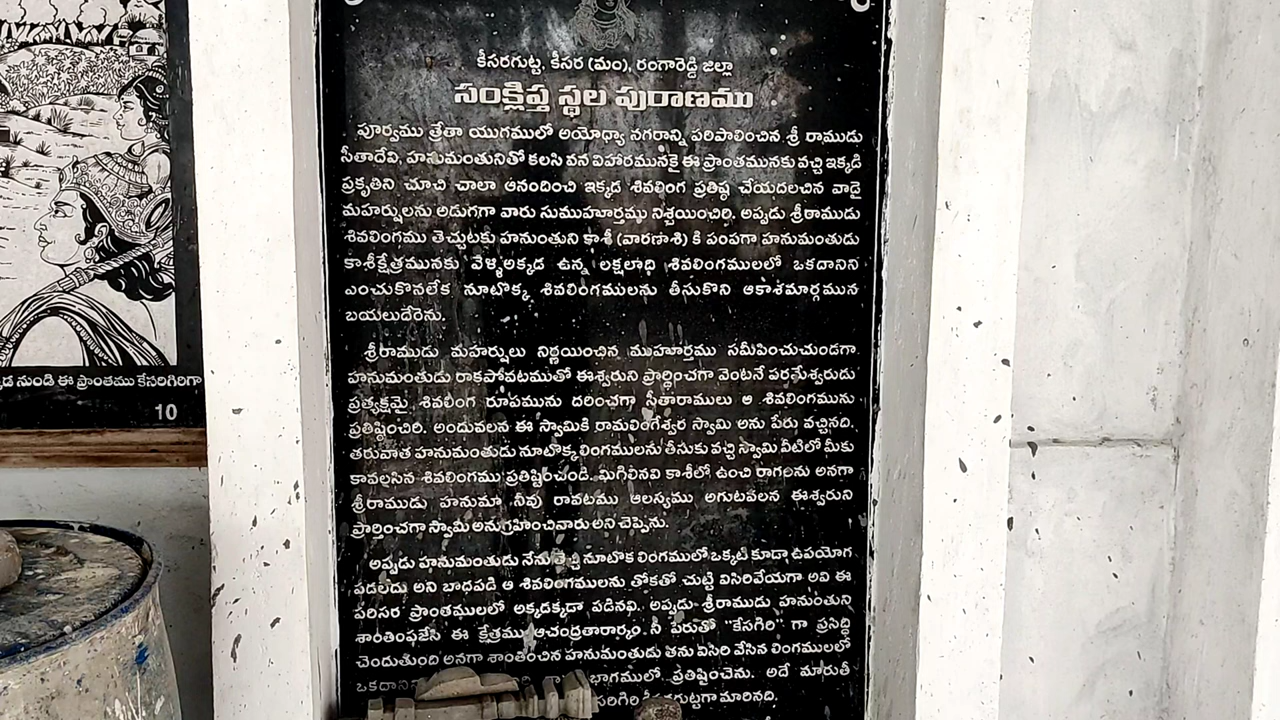 కీసరగుట్ట, కీసర (మం), రంగారెడ్డి జిల్లా
సంక్షిప్త స్థల పురాణము
పూర్వము త్రేతా యుగములో అయోధ్యా నగరాన్ని పరిపాలించిన శ్రీ రాముడు
సీతాదేవి, హనుమంతునితో కలసి వన విహారమునకై ఈ ప్రాంతమునకు వచ్చి ఇక్కడి
ప్రకృతిని చూచి చాలా ఆనందించి ఇక్కడ శివలింగ ప్రతిష్ఠ చేయదలచిన వాడై
మహర్షులను అడుగగా వారు సుముహూర్తము నిశ్చయించిరి. అప్పుడు శ్రీరాముడు
శివలింగము తెచ్చుటకు హనుంతుని కాశీ (వారణాశి) కి పంపగా హనుమంతుడు
కాశీక్షేత్రమునకు వెళ్ళి అక్కడ ఉన్న లక్షలాది శివలింగములలో ఒకదానిని
ఎంచుకొనలేక నూటొక్క శివలింగములను తీసుకొని ఆకాశమార్గమున
బయలుదేరెను.
శ్రీరాముడు మహర్షులు నిర్ణయించిన ముహూర్తము సమీపించుచుండగా
హనుమంతుడు రాకపోవటముతో ఈశ్వరుని ప్రార్థించగా వెంటనే పరమేశ్వరుడు
ప్రత్యక్షమై శివలింగ రూపమును దరించగా సీతారాములు ఆ శివలింగమును
ప్రతిష్ఠించిరి. అందువలన ఈ స్వామికి రామలింగేశ్వర స్వామి అను పేరు వచ్చినది.
తరువాత హనుమంతుడు నూటొక్క లింగములను తీసుకు వచ్చి స్వామి వీటిలో మీకు
కావలసిన శివలింగము ప్రతిష్టించండి. మిగిలినవి కాశీలో ఉంచి రాగలను అనగా
శ్రీరాముడు హనుమా నీవు రావటము ఆలస్యము అగుటవలన ఈశ్వరుని
ప్రార్తించగా స్వామి అనుగ్రహించినారు అని చెప్పెను.
అప్పుడు హనుమంతుడు నేను తెచ్చి నూటొక లింగములో ఒక్కటి కూడా ఉపయోగ
పడలేదు అని బాధపడి ఆ శివలింగములను తోకతో చుట్టి విసిరివేయగా అవి ఈ
పరిసర ప్రాంతములలో అక్కడక్కడా పడినవి. అప్పుడు శ్రీరాముడు హనుంతుని
శాంతింపజేసి ఈ క్షేత్రము ఆచంద్రతారార్కం నీ పేరుతో "కేసగిరి" గా ప్రసిద్ధి
చెందుతుంది అనగా శాంతించిన హనుమంతుడు తను విసిరి వేసిన లింగములలో
ఒకదానిని భాగములో ప్రతిష్ఠించెను. అదే మారుతీ
సరిగిరి గుట్టగా మారినది.
డ నుండి ఈ ప్రాంతము కేసరిగిరిగా
10